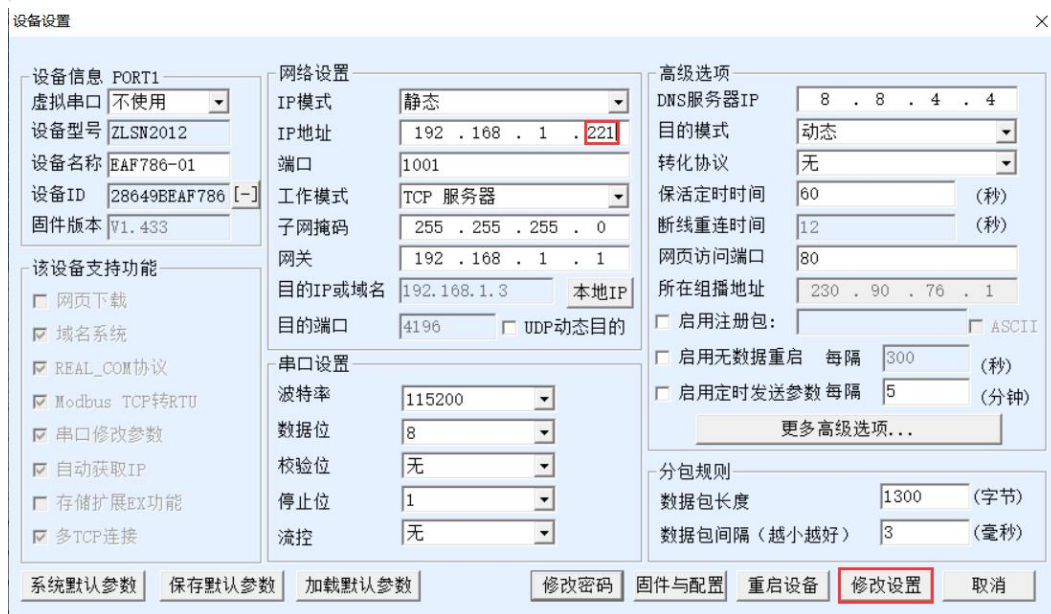 设备设置
设备信息 PORT1
虚拟串口 不使用
设备型号 ZLSN2012
设备名称 EAF786-01
设备ID 28649BEAF786 [-]
固件版本 V1.433
该设备支持功能
网页下载
域名系统
REAL_COM协议
Modbus TCP转RTU
串口修改参数
自动获取IP
存储扩展EX功能
多TCP连接
网络设置
IP模式 静态
IP地址 192 . 168 . 1 . 221
端口 1001
工作模式 TCP 服务器
子网掩码 255 . 255 . 255 . 0
网关 192 . 168 . 1 . 1
目的IP或域名 192.168.1.3 本地IP
目的端口 4196 UDP动态目的
串口设置
波特率 115200
数据位 8
校验位 无
停止位 1
流控 无
高级选项
DNS服务器IP 8 . 8 . 4 . 4
目的模式 动态
转化协议 无
保活定时时间 60 (秒)
断线重连时间 12 (秒)
网页访问端口 80
所在组播地址 230 . 90 . 76 . 1
启用注册包: ASCII
启用无数据重启 每隔 300 (秒)
启用定时发送参数 每隔 5 (分钟)
更多高级选项...
分包规则
数据包长度 1300 (字节)
数据包间隔（越小越好） 3 (毫秒)
系统默认参数 保存默认参数 加载默认参数 修改密码 固件与配置 重启设备 修改设置 取消